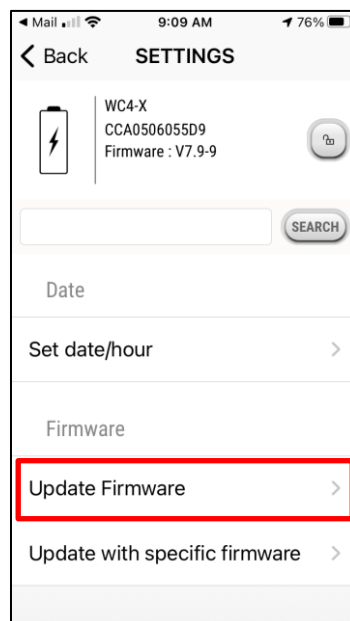 Mail 9:09 AM 76%
Back SETTINGS
WC4-X
CCA0506055D9
Firmware : V7.9-9
SEARCH
Date
Set date/hour
Firmware
Update Firmware
Update with specific firmware